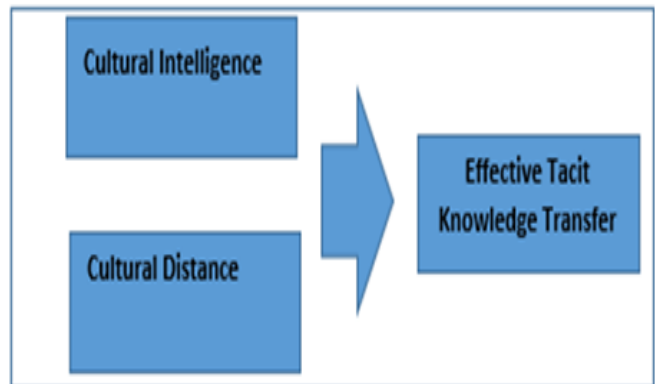 Cultural Intelligence
Cultural Distance
Effective Tacit
Knowledge Transfer